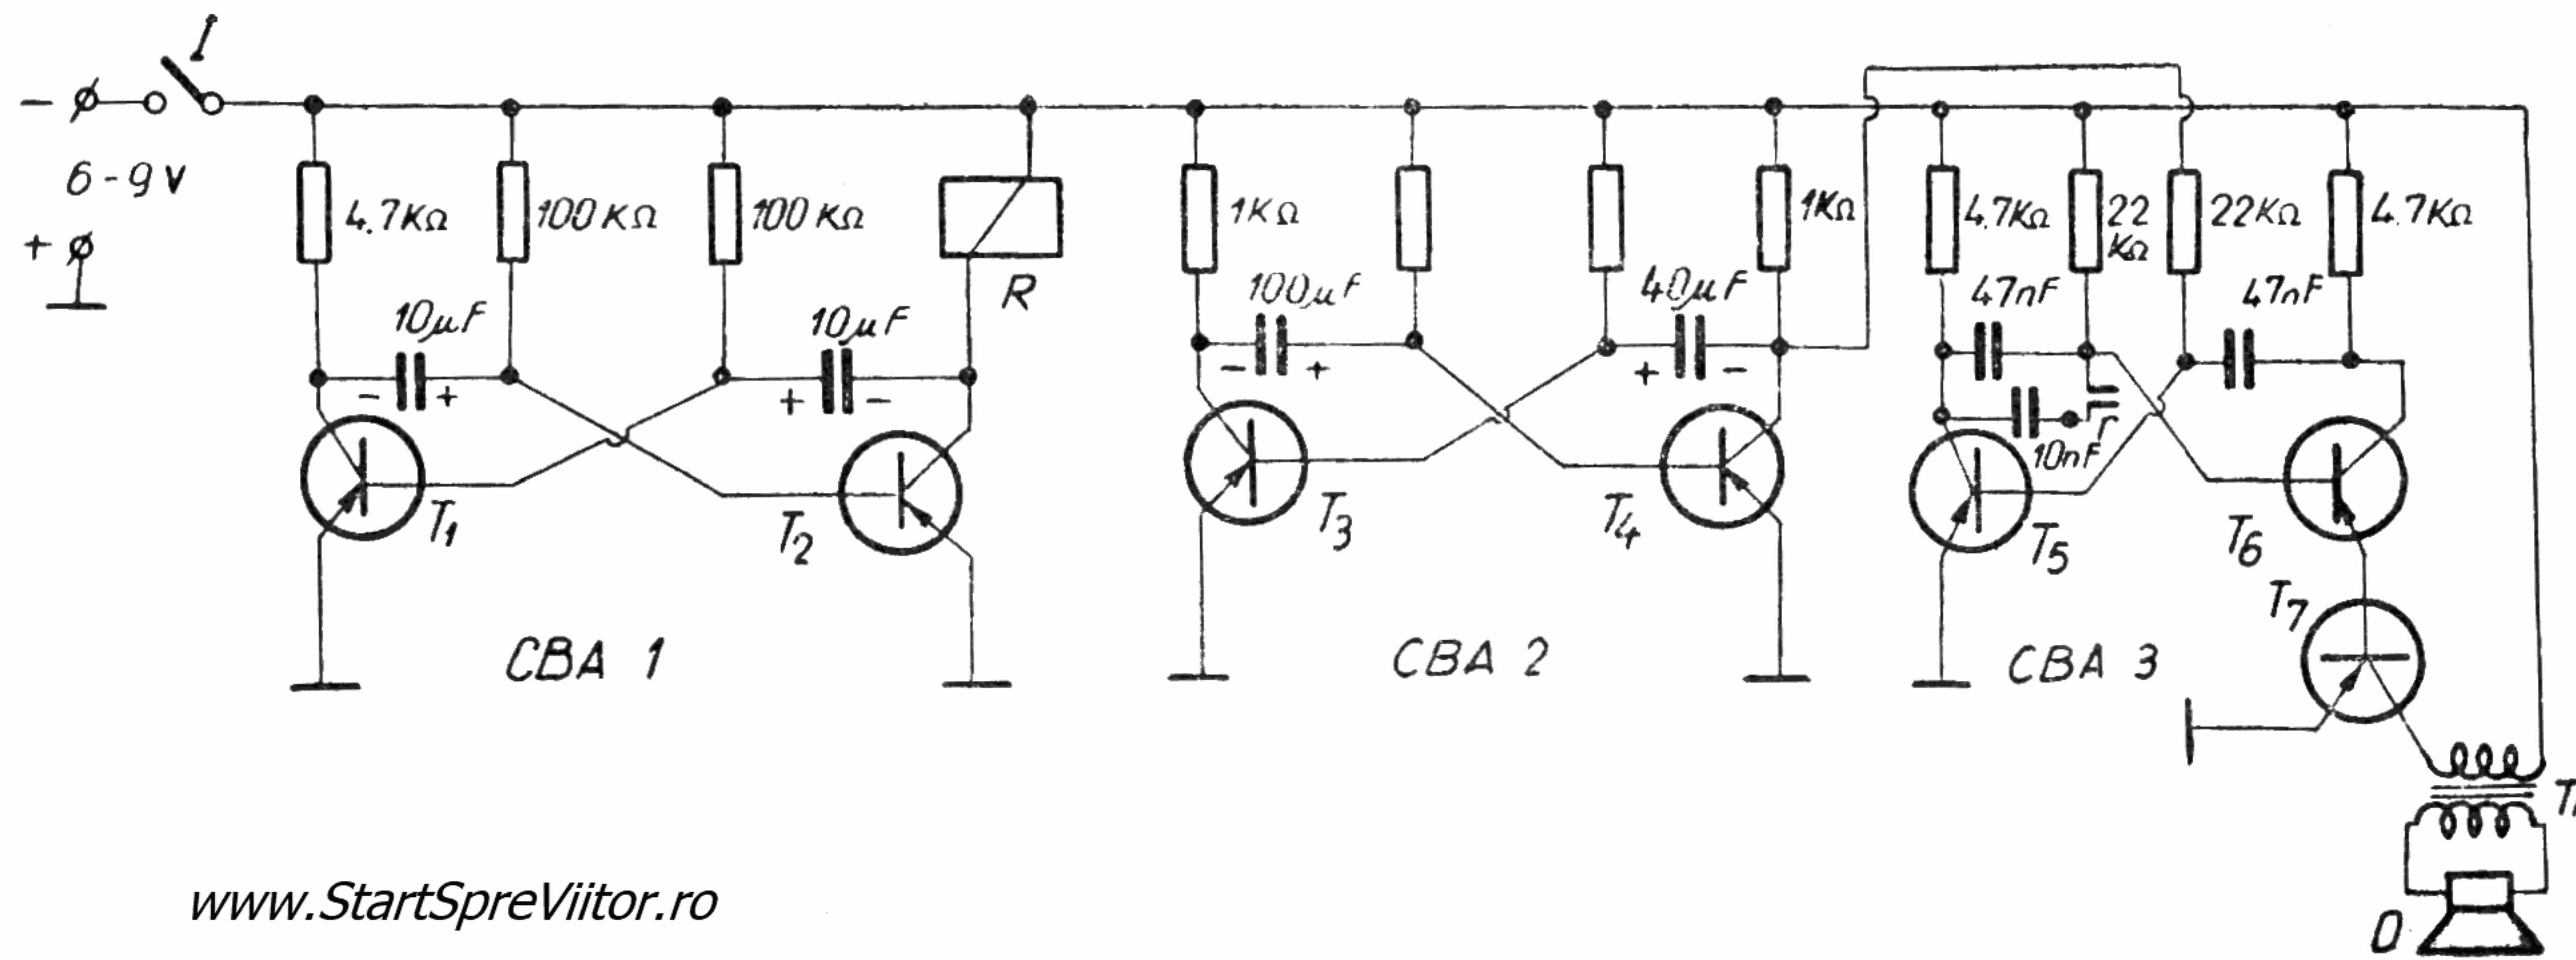 I
-
6-9V
+
4.7KΩ
100KΩ
100KΩ
R
10µF
- +
10µF
+ -
T1
T2
CBA 1
1KΩ
1KΩ
100µF
- +
40µF
+ -
T3
T4
CBA 2
4.7KΩ
22
KΩ
22KΩ
4.7KΩ
47nF
47nF
10nF
r
T5
T6
T7
CBA 3
D
www.StartSpreViitor.ro